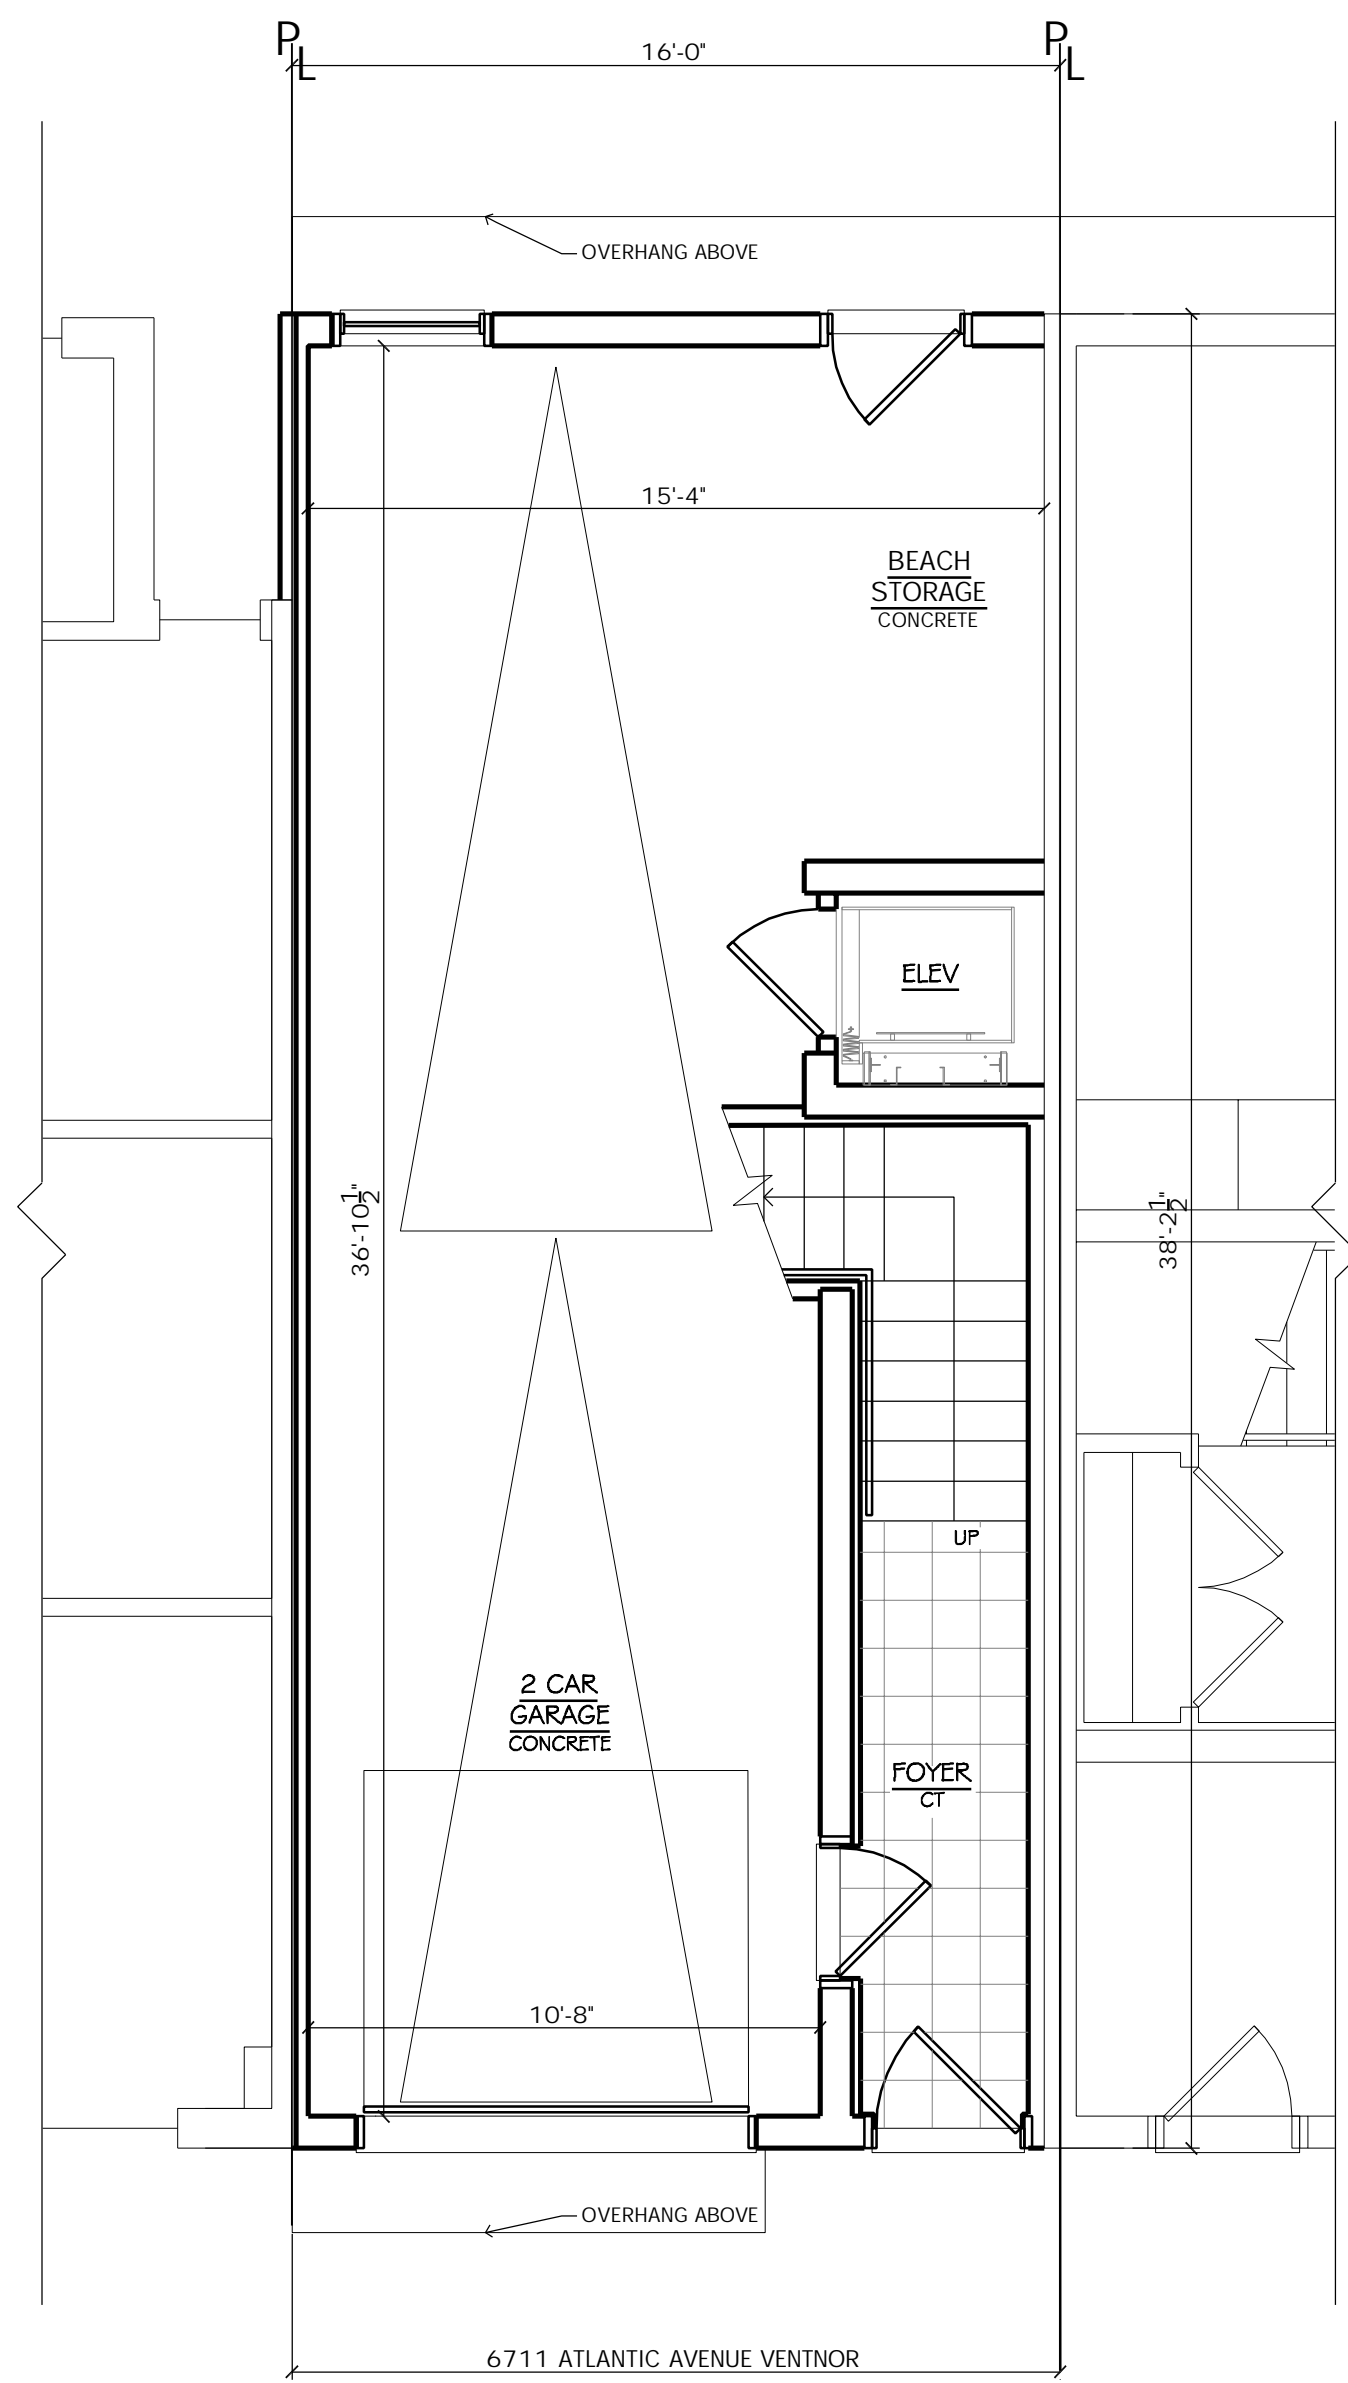 PL
PL
16'-0"
OVERHANG ABOVE
15'-4"
BEACH
STORAGE
CONCRETE
ELEV
36'-10 1/2"
38'-2 1/2"
UP
2 CAR
GARAGE
CONCRETE
FOYER
CT
10'-8"
OVERHANG ABOVE
6711 ATLANTIC AVENUE VENTNOR